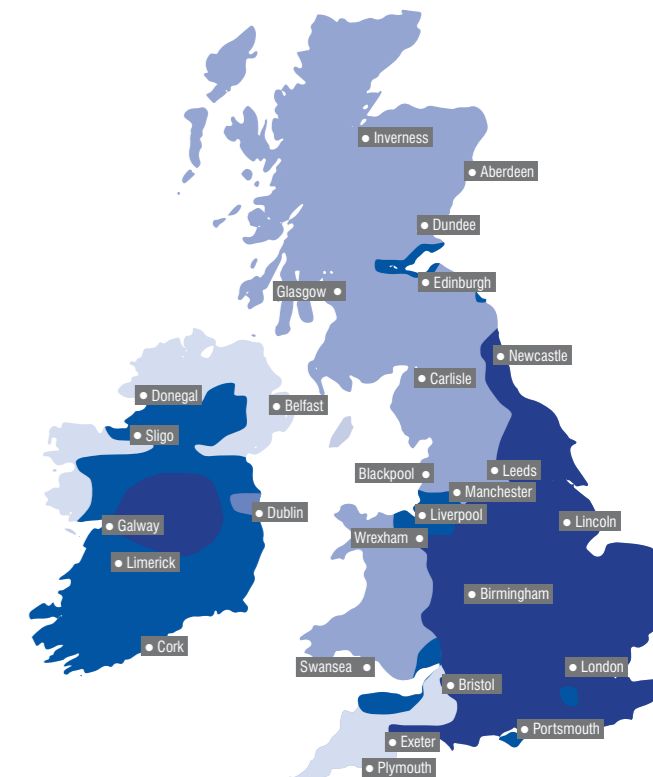 Inverness
Aberdeen
Dundee
Edinburgh
Glasgow
Newcastle
Carlisle
Donegal
Belfast
Sligo
Blackpool
Leeds
Manchester
Dublin
Liverpool
Lincoln
Galway
Wrexham
Limerick
Birmingham
Cork
Swansea
London
Bristol
Portsmouth
Exeter
Plymouth